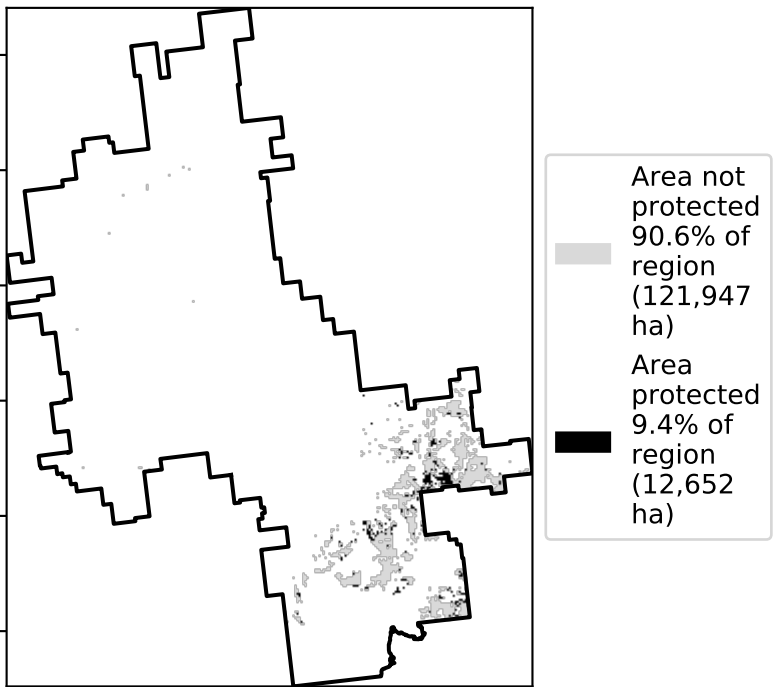 Area not
protected
90.6% of
region
(121,947
ha)
Area
protected
9.4% of
region
(12,652
ha)